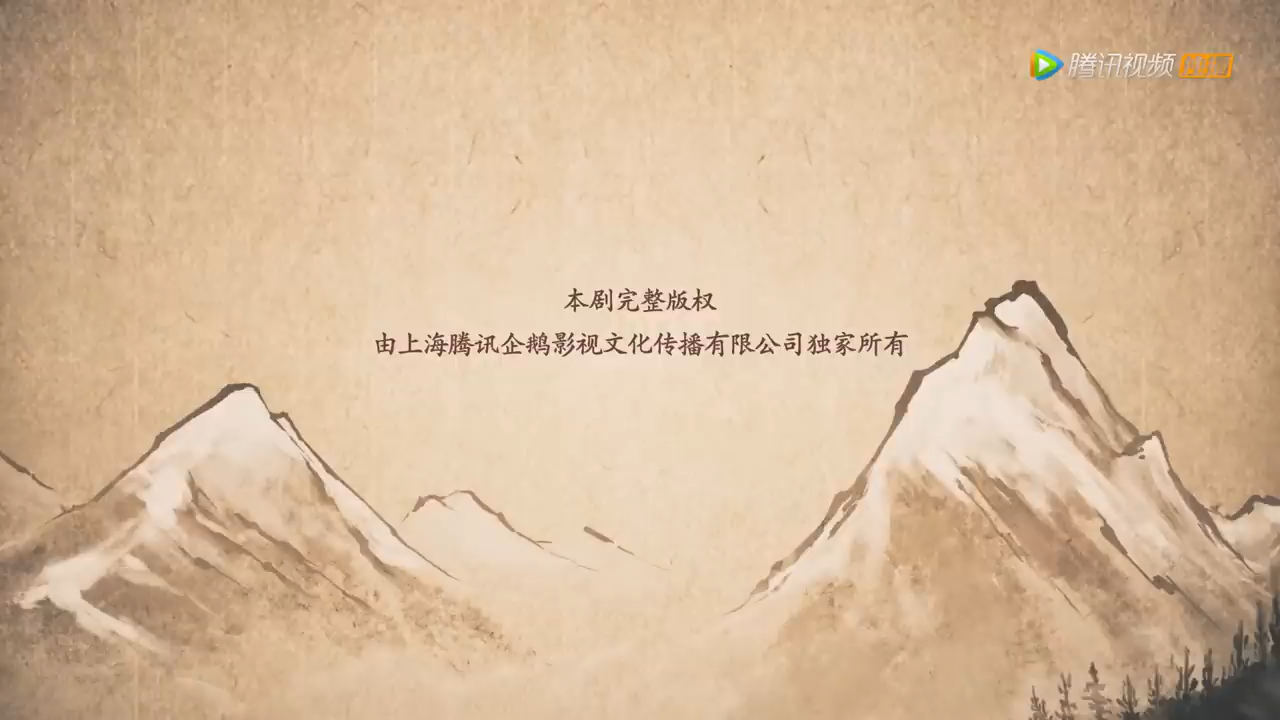 腾讯视频
本剧完整版权
由上海腾讯企鹅影视文化传播有限公司独家所有